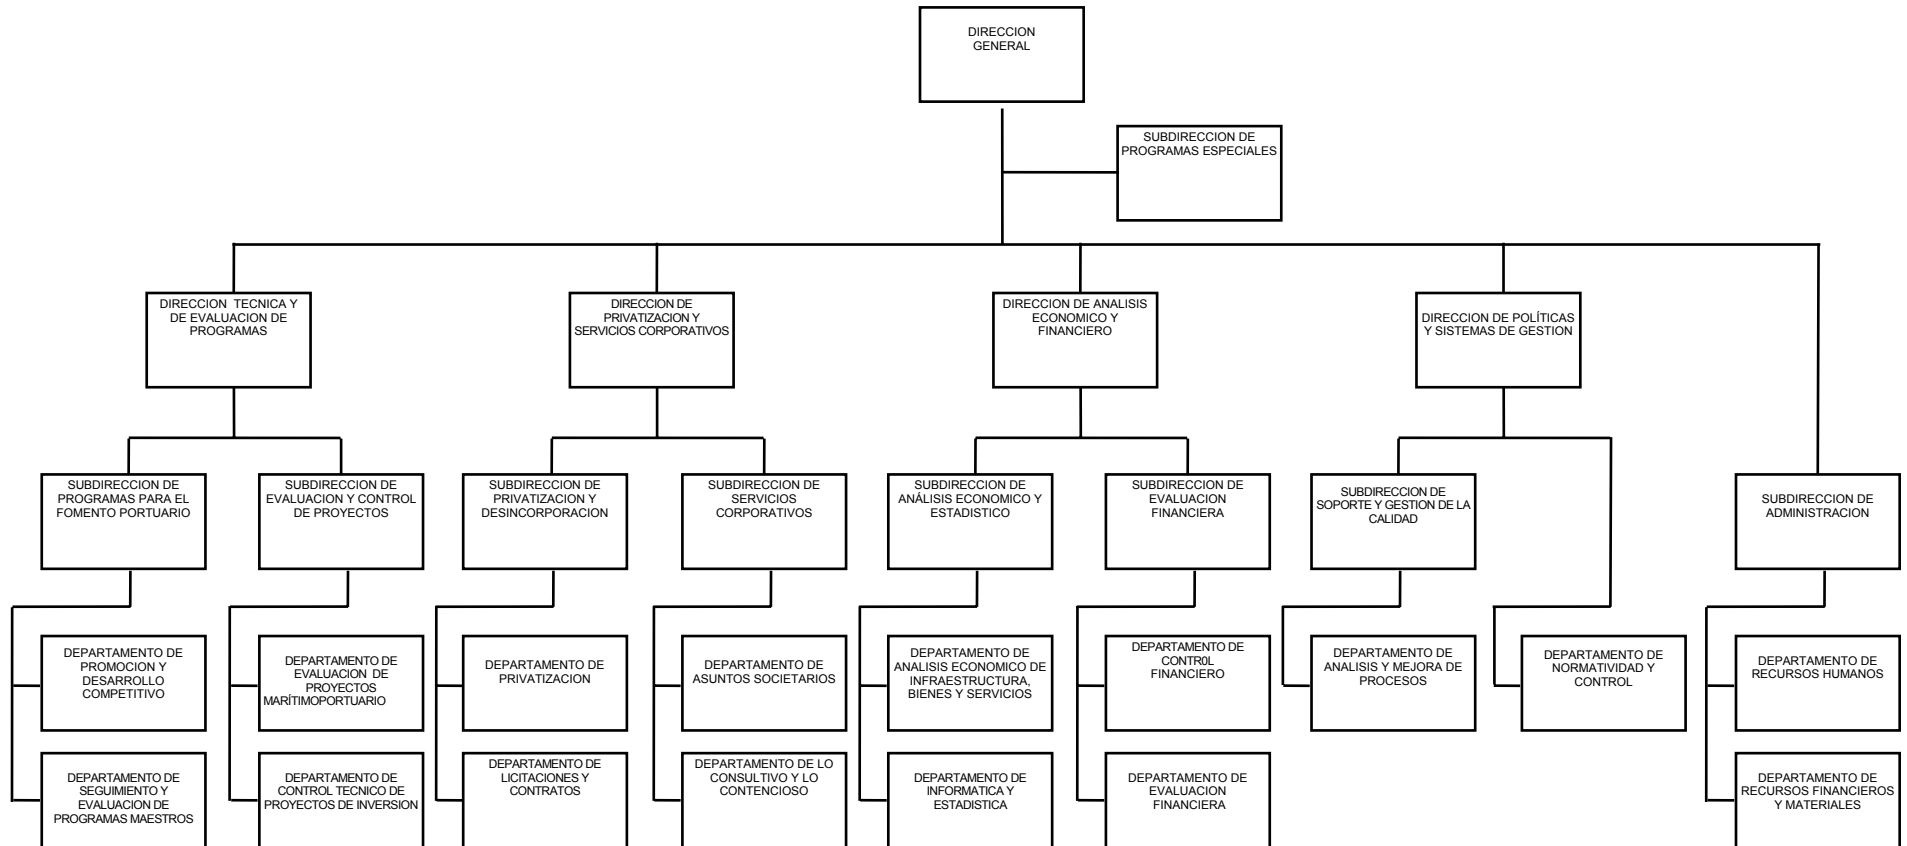 DIRECCION
GENERAL
SUBDIRECCION DE
PROGRAMAS ESPECIALES
DIRECCION TECNICA Y
DE EVALUACION DE
PROGRAMAS
DIRECCION DE
PRIVATIZACION Y
SERVICIOS CORPORATIVOS
DIRECCION DE ANALISIS
ECONOMICO Y
FINANCIERO
DIRECCION DE POLÍTICAS
Y SISTEMAS DE GESTION
SUBDIRECCION DE
PROGRAMAS PARA EL
FOMENTO PORTUARIO
SUBDIRECCION DE
EVALUACION Y CONTROL
DE PROYECTOS
SUBDIRECCION DE
PRIVATIZACION Y
DESINCORPORACION
SUBDIRECCION DE
SERVICIOS
CORPORATIVOS
SUBDIRECCION DE
ANÁLISIS ECONOMICO Y
ESTADISTICO
SUBDIRECCION DE
EVALUACION
FINANCIERA
SUBDIRECCION DE
SOPORTE Y GESTION DE LA
CALIDAD
SUBDIRECCION DE
ADMINISTRACION
DEPARTAMENTO DE
PROMOCION Y
DESARROLLO
COMPETITIVO
DEPARTAMENTO DE
EVALUACION DE
PROYECTOS
MARÍTIMOPORTUARIO
DEPARTAMENTO DE
PRIVATIZACION
DEPARTAMENTO DE
ASUNTOS SOCIETARIOS
DEPARTAMENTO DE
ANALISIS ECONOMICO DE
INFRAESTRUCTURA,
BIENES Y SERVICIOS
DEPARTAMENTO DE
CONTR0L
FINANCIERO
DEPARTAMENTO DE
ANALISIS Y MEJORA DE
PROCESOS
DEPARTAMENTO DE
NORMATIVIDAD Y
CONTROL
DEPARTAMENTO DE
RECURSOS HUMANOS
DEPARTAMENTO DE
SEGUIMIENTO Y
EVALUACION DE
PROGRAMAS MAESTROS
DEPARTAMENTO DE
CONTROL TECNICO DE
PROYECTOS DE INVERSION
DEPARTAMENTO DE
LICITACIONES Y
CONTRATOS
DEPARTAMENTO DE LO
CONSULTIVO Y LO
CONTENCIOSO
DEPARTAMENTO DE
INFORMATICA Y
ESTADISTICA
DEPARTAMENTO DE
EVALUACION
FINANCIERA
DEPARTAMENTO DE
RECURSOS FINANCIEROS
Y MATERIALES